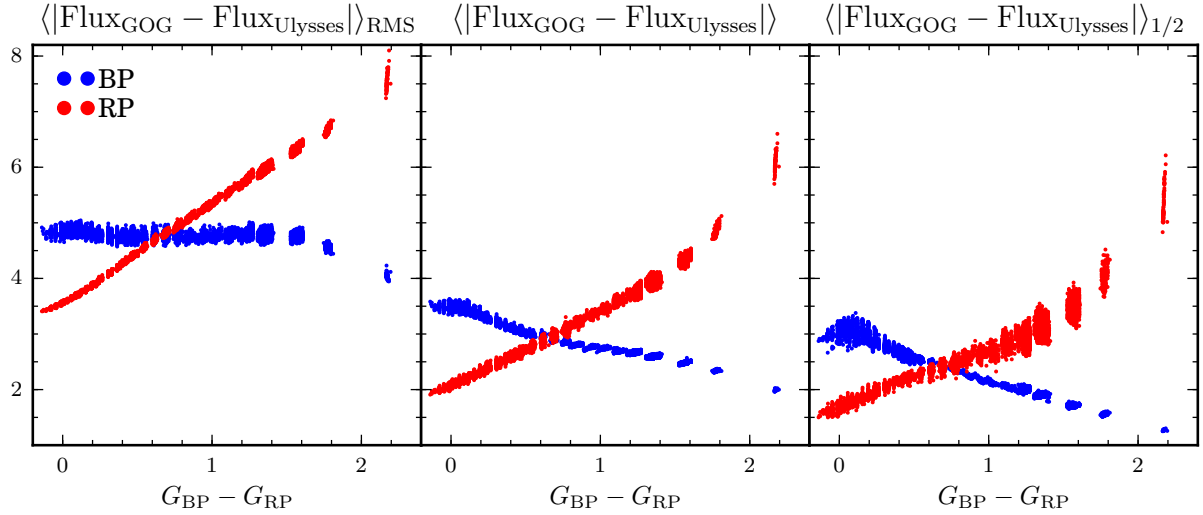 ⟨|Flux_GOG − Flux_Ulysses|⟩_RMS ⟨|Flux_GOG − Flux_Ulysses|⟩ ⟨|Flux_GOG − Flux_Ulysses|⟩_1/2
8
BP
RP
6
4
2
0 1 2 0 1 2 0 1 2
G_BP − G_RP G_BP − G_RP G_BP − G_RP